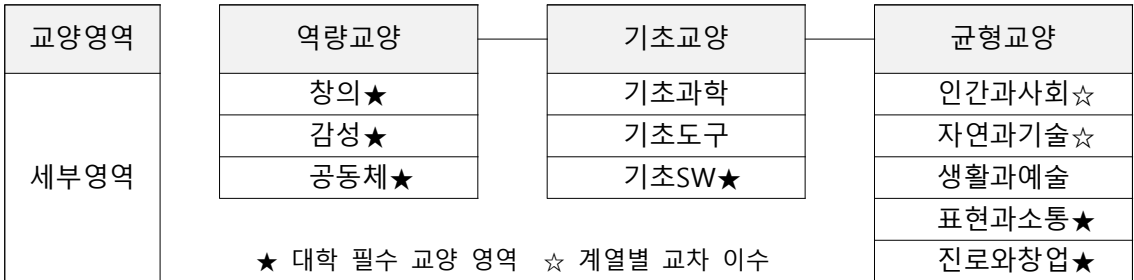 교양영역 역량교양 기초교양 균형교양
창의★ 기초과학 인간과사회☆
감성★ 기초도구 자연과기술☆
세부영역 공동체★ 기초SW★ 생활과예술
표현과소통★
★ 대학 필수 교양 영역 ☆ 계열별 교차 이수 진로와창업★